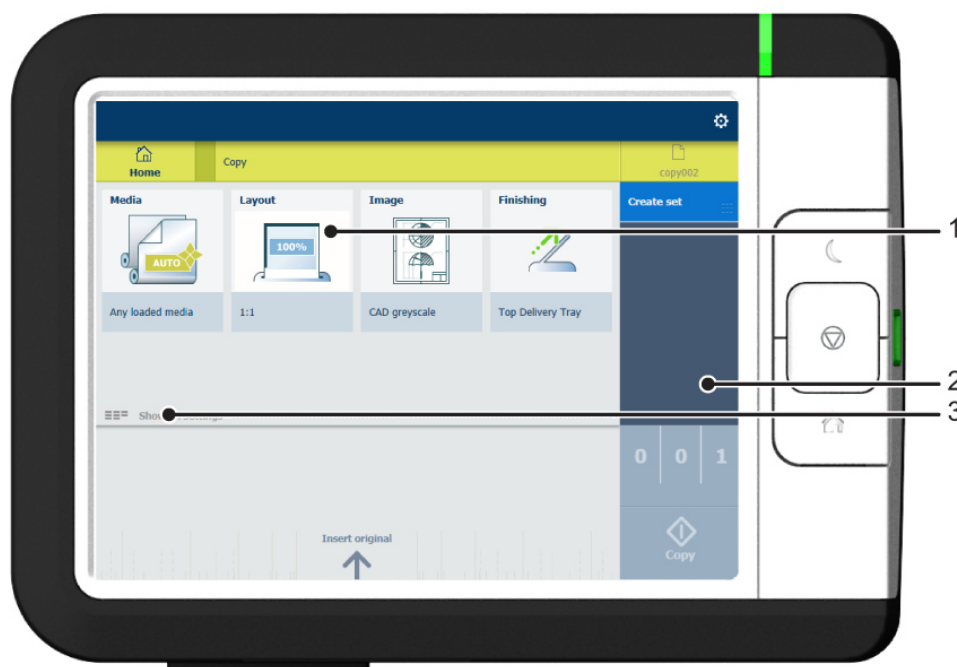 Home
Copy
copy002
Media
Layout
Image
Finishing
Create set
AUTO
100%
1
Any loaded media
1:1
CAD greyscale
Top Delivery Tray
2
3
0 0 1
Insert original
Copy